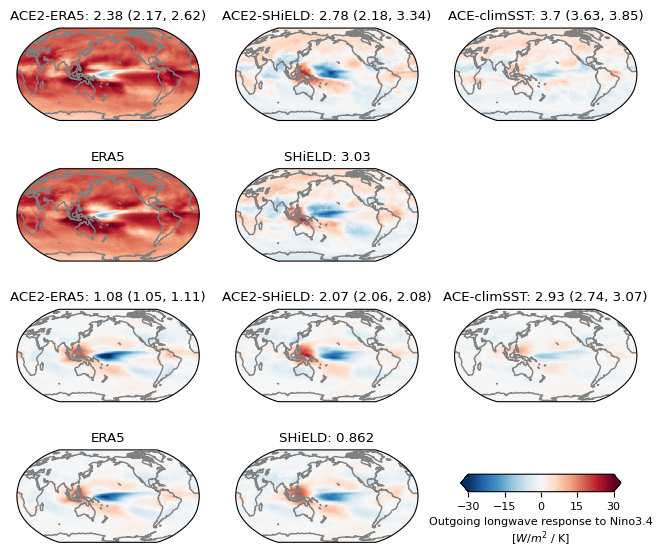 ACE2-ERA5: 2.38 (2.17, 2.62)
ACE2-SHiELD: 2.78 (2.18, 3.34)
ACE-climSST: 3.7 (3.63, 3.85)
ERA5
SHiELD: 3.03
ACE2-ERA5: 1.08 (1.05, 1.11)
ACE2-SHiELD: 2.07 (2.06, 2.08)
ACE-climSST: 2.93 (2.74, 3.07)
ERA5
SHiELD: 0.862
−30 −15 0 15 30
Outgoing longwave response to Nino3.4
[W/m² / K]